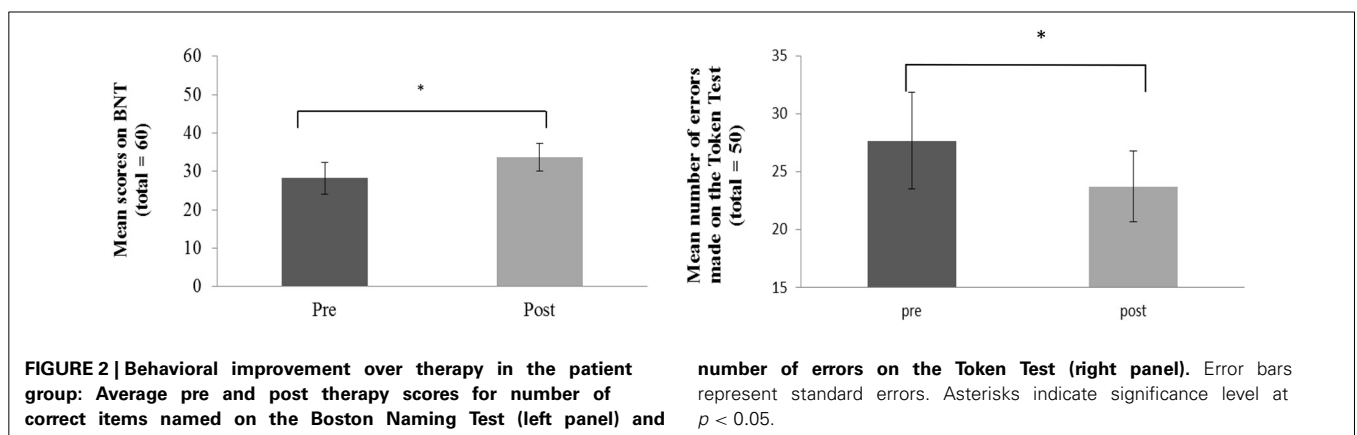 Mean scores on BNT
(total = 60)
60
50
40
30
20
10
0
*
Pre
Post
Mean number of errors
made on the Token Test
(total = 50)
35
30
25
20
15
*
pre
post
FIGURE 2 | Behavioral improvement over therapy in the patient
group: Average pre and post therapy scores for number of
correct items named on the Boston Naming Test (left panel) and
number of errors on the Token Test (right panel). Error bars
represent standard errors. Asterisks indicate significance level at
p < 0.05.